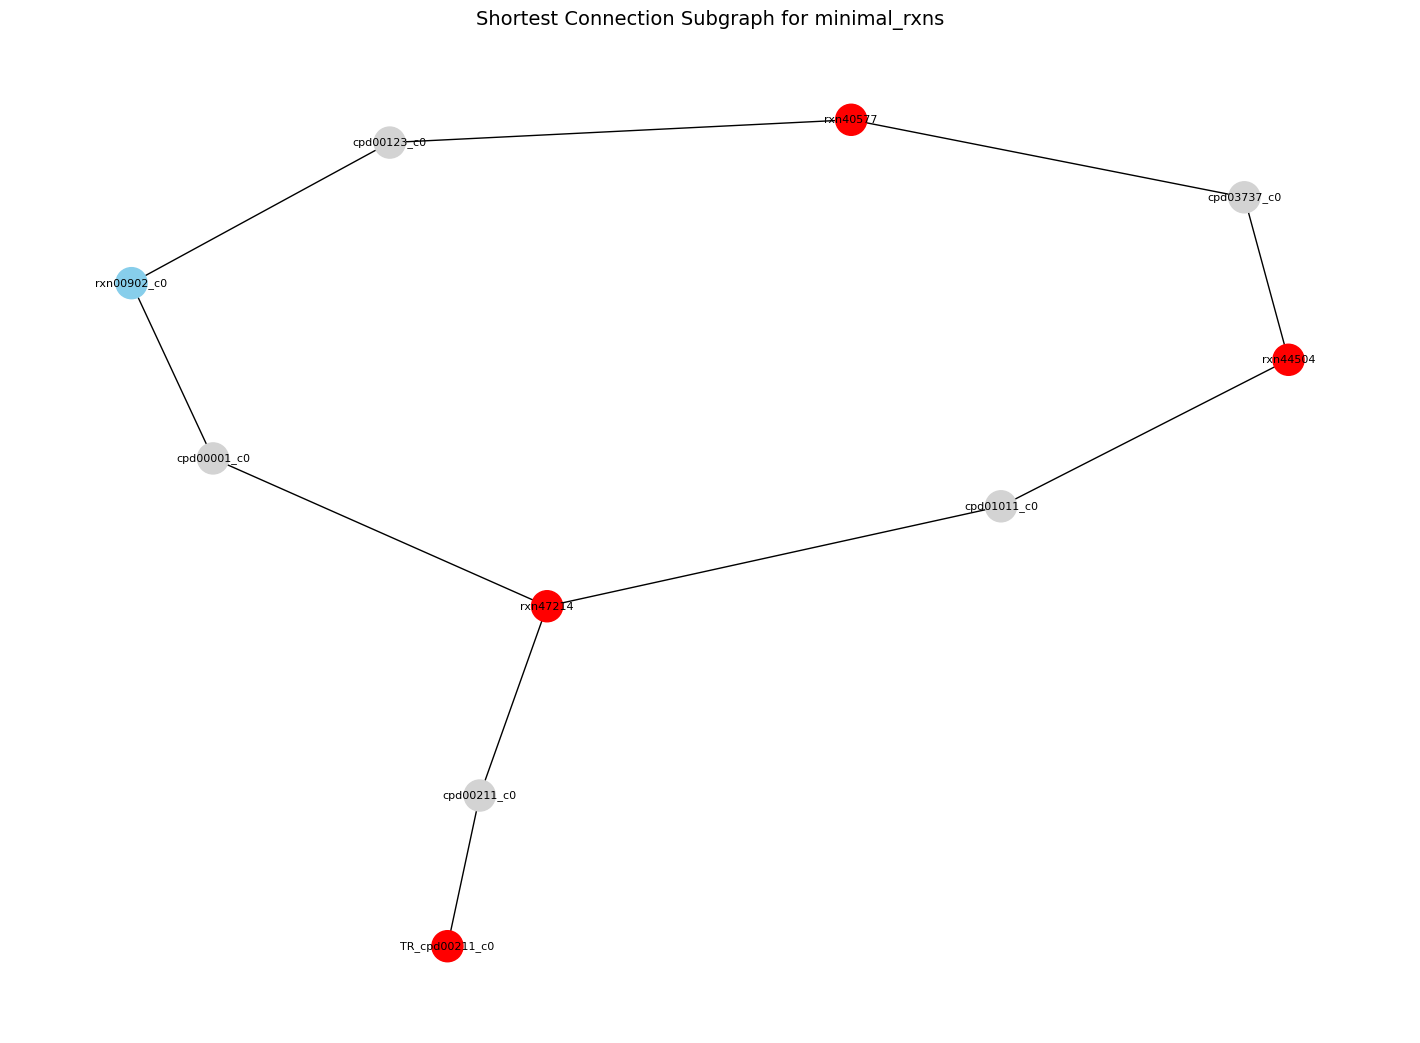 Shortest Connection Subgraph for minimal_rxns
rxn40577
cpd00123_c0
cpd03737_c0
rxn00902_c0
rxn44504
cpd00001_c0
cpd01011_c0
rxn47214
cpd00211_c0
TR_cpd00211_c0